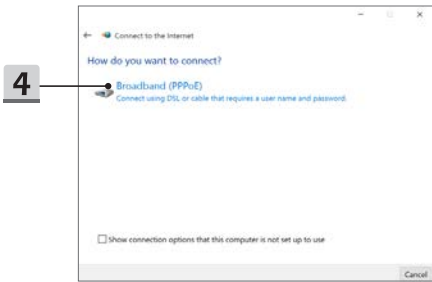 Connect to the Internet
How do you want to connect?
4
Broadband (PPPoE)
Connect using DSL or cable that requires a user name and password.
Show connection options that this computer is not set up to use
Cancel